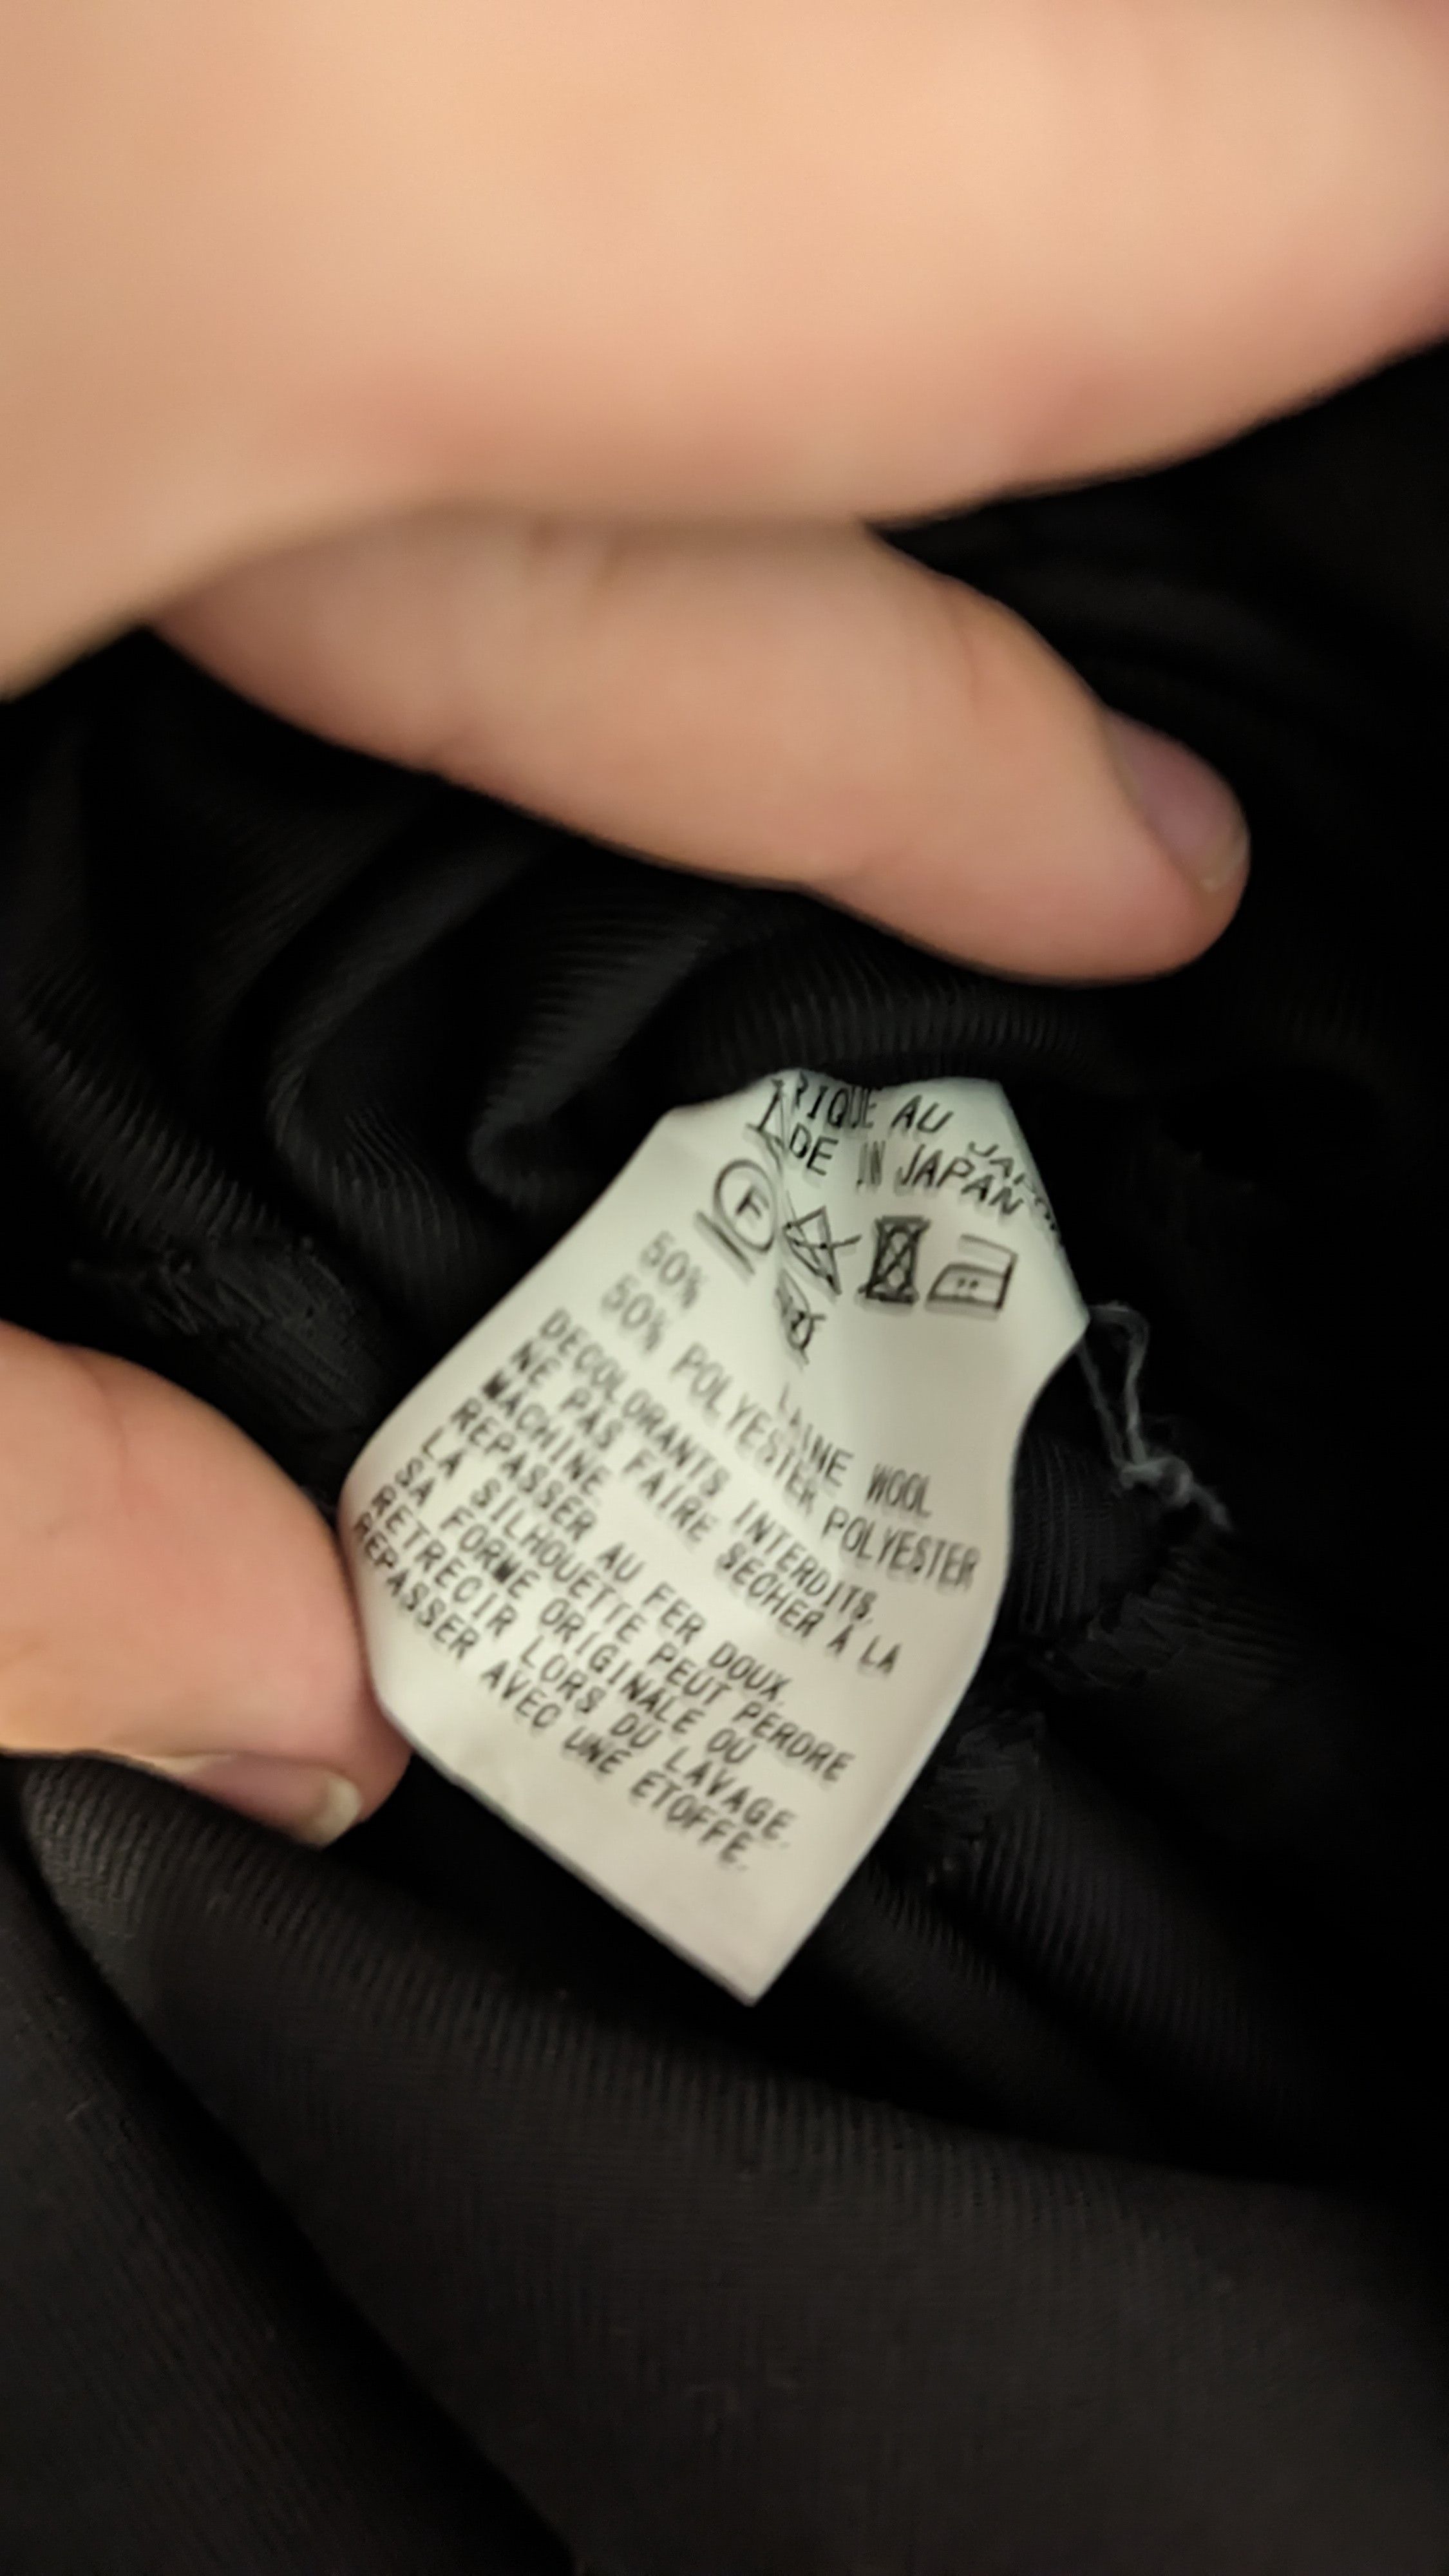 RIQUE AU JAPON
DE IN JAPAN
F
50% LAINE WOOL
50% POLYESTER POLYESTER
DECOLORANTS INTERDITS.
NE PAS FAIRE SECHER À LA
MACHINE.
REPASSER AU FER DOUX.
LA SILHOUETTE PEUT PERDRE
SA FORME ORIGINALE OU
RETRECIR LORS DU LAVAGE.
REPASSER AVEC UNE ETOFFE.